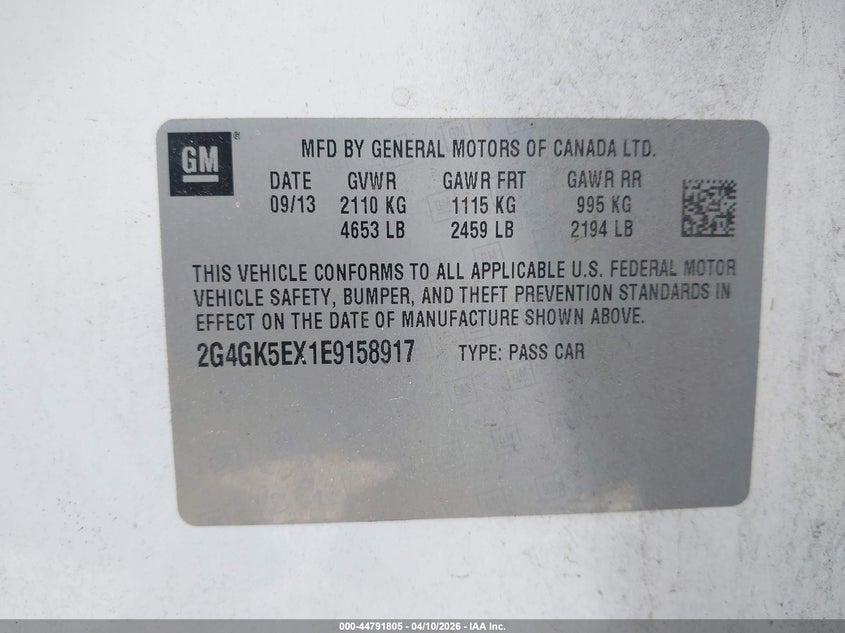 GM
MFD BY GENERAL MOTORS OF CANADA LTD.
DATE GVWR GAWR FRT GAWR RR
09/13 2110 KG 1115 KG 995 KG
4653 LB 2459 LB 2194 LB
THIS VEHICLE CONFORMS TO ALL APPLICABLE U.S. FEDERAL MOTOR
VEHICLE SAFETY, BUMPER, AND THEFT PREVENTION STANDARDS IN
EFFECT ON THE DATE OF MANUFACTURE SHOWN ABOVE.
2G4GK5EX1E9158917 TYPE: PASS CAR
000-44791805 - 04/10/2026 - IAA Inc.